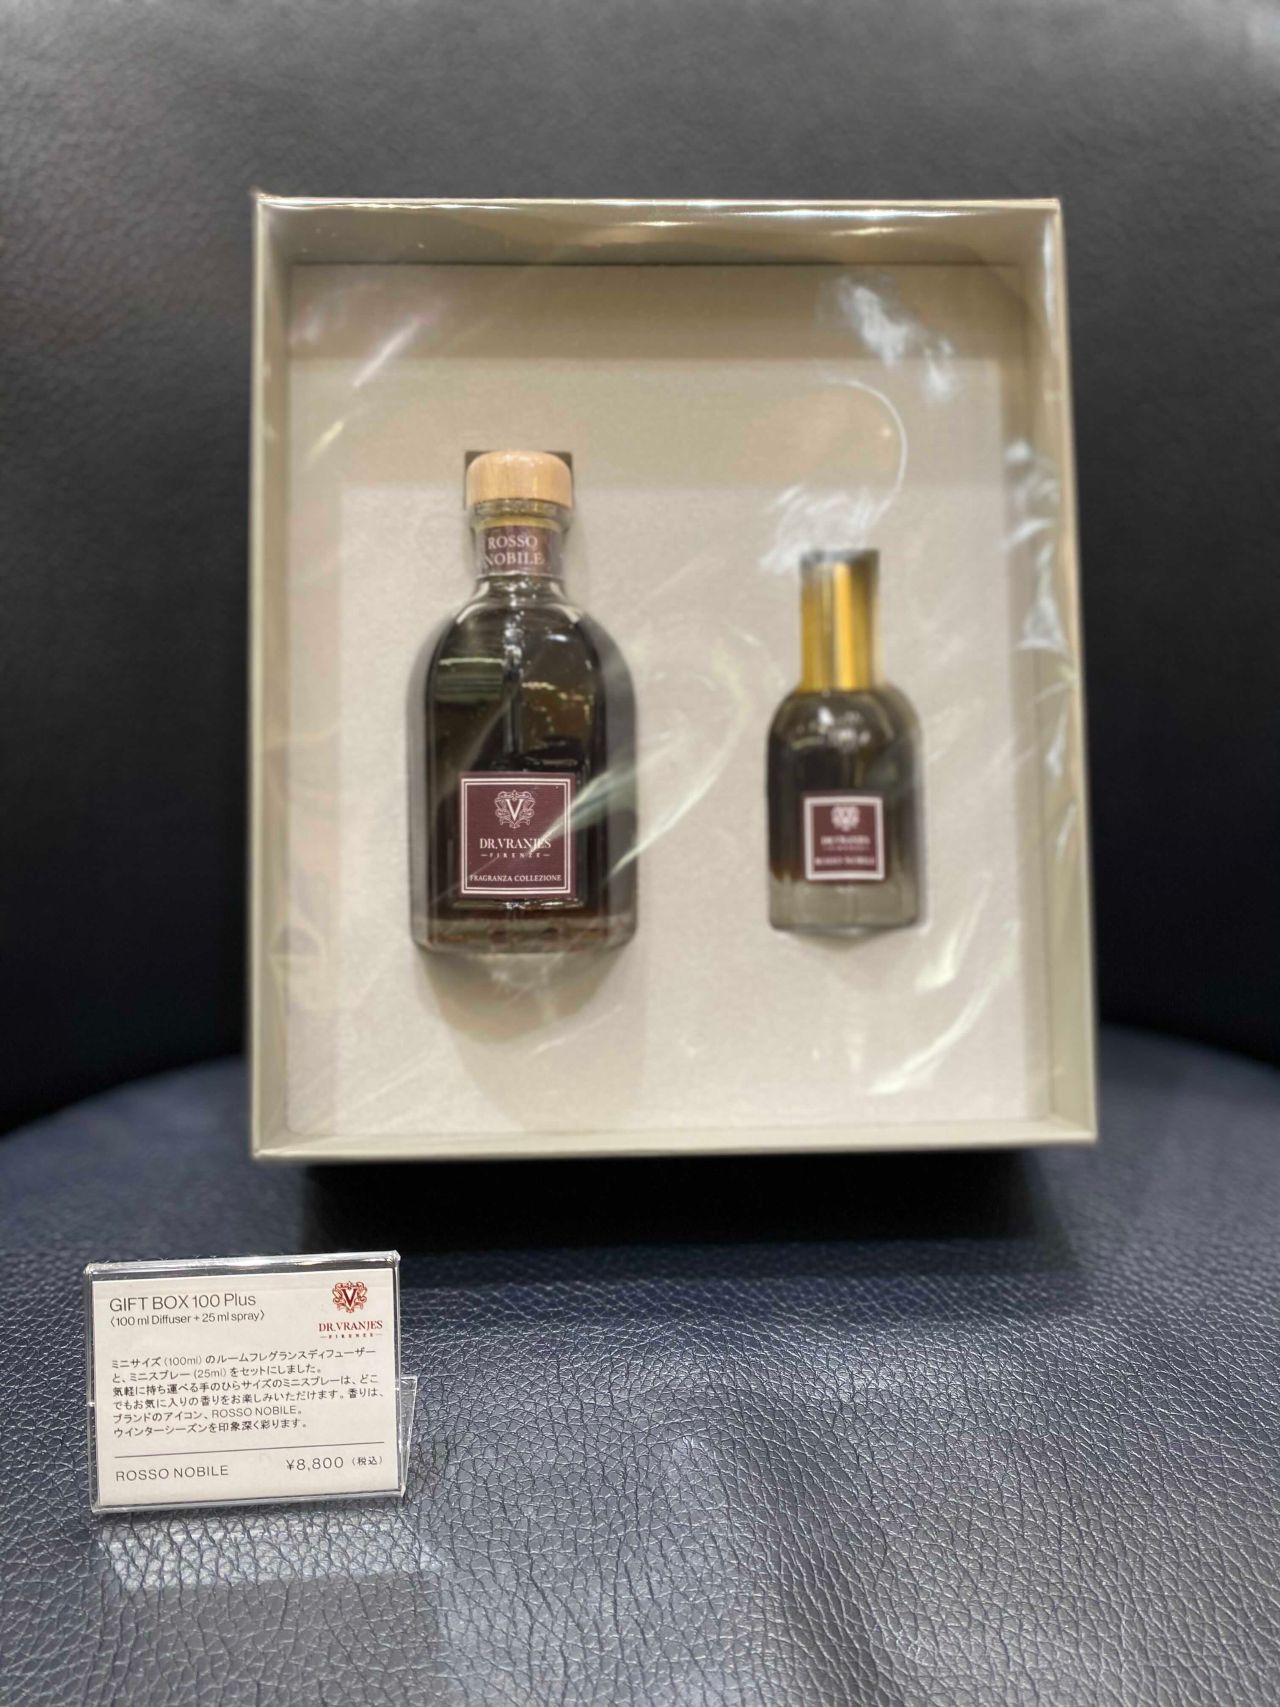 ROSSO
NOBILE
V
DR.VRANJES
FIRENZE
FRAGRANZA COLLEZIONE
DR.VRANJES
ROSSO NOBILE
GIFT BOX 100 Plus
〈100 ml Diffuser + 25 ml spray〉
V
DR.VRANJES
FIRENZE
ミニサイズ (100ml) のルームフレグランスディフューザー
と、ミニスプレー (25ml) をセットにしました。
気軽に持ち運べる手のひらサイズのミニスプレーは、どこ
でもお気に入りの香りをお楽しみいただけます。香りは、
ブランドのアイコン、ROSSO NOBILE。
ウインターシーズンを印象深く彩ります。
ROSSO NOBILE ¥8,800 (税込)